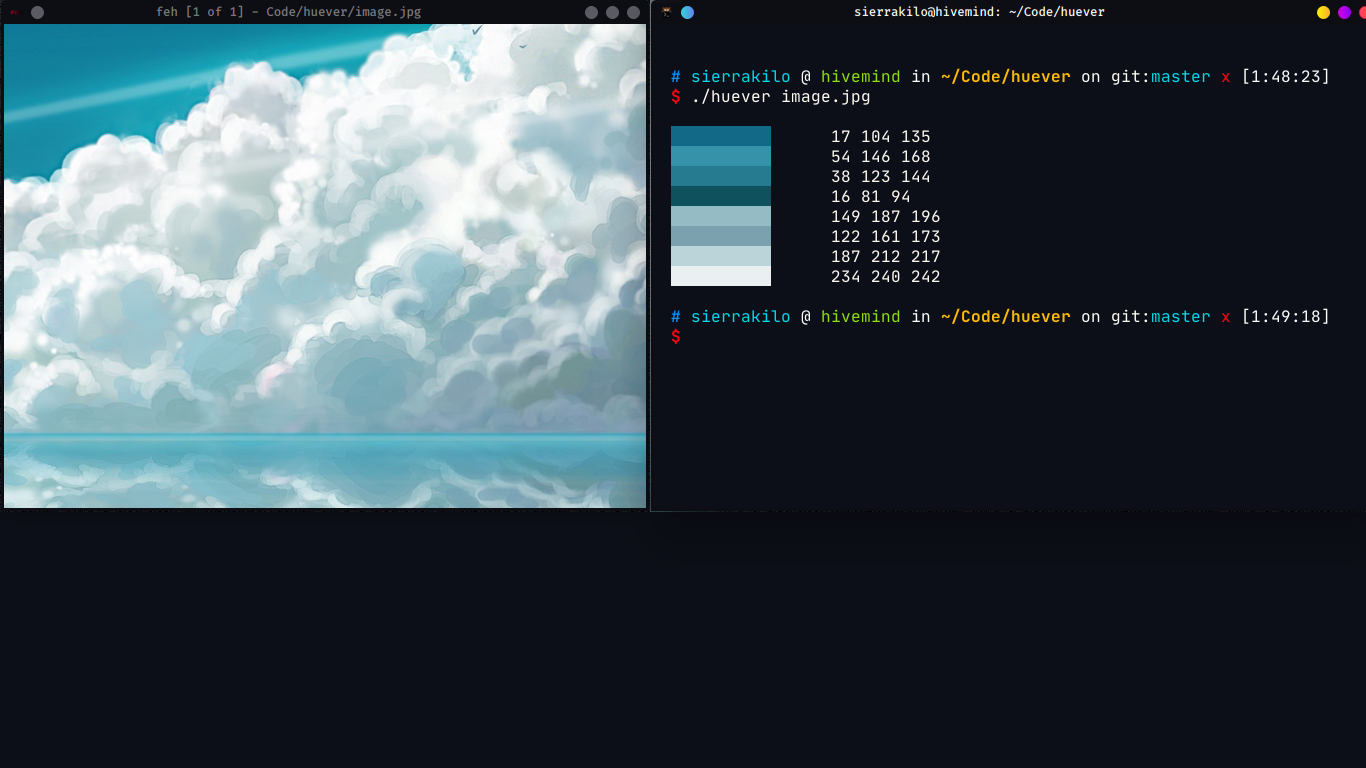 feh [1 of 1] - Code/huever/image.jpg
sierrakilo@hivemind: ~/Code/huever
# sierrakilo @ hivemind in ~/Code/huever on git:master x [1:48:23]
$ ./huever image.jpg
17 104 135
54 146 168
38 123 144
16 81 94
149 187 196
122 161 173
187 212 217
234 240 242
# sierrakilo @ hivemind in ~/Code/huever on git:master x [1:49:18]
$